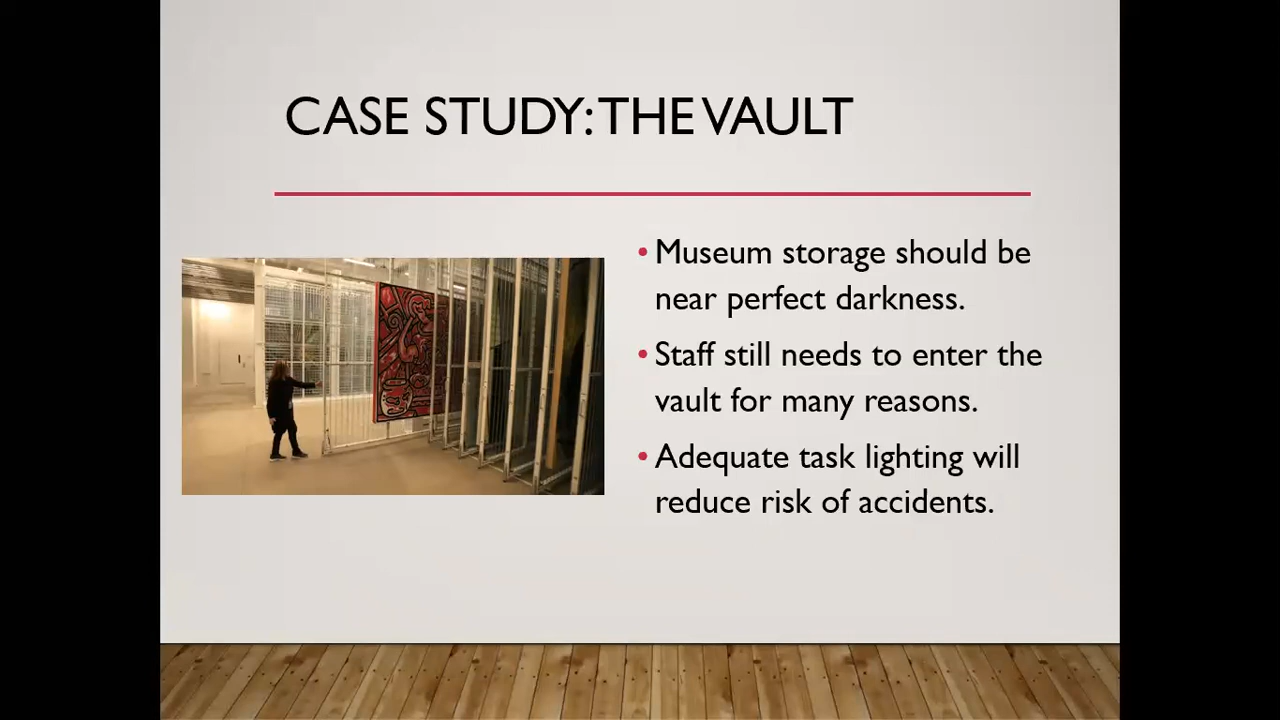 CASE STUDY: THE VAULT
• Museum storage should be
near perfect darkness.
• Staff still needs to enter the
vault for many reasons.
• Adequate task lighting will
reduce risk of accidents.